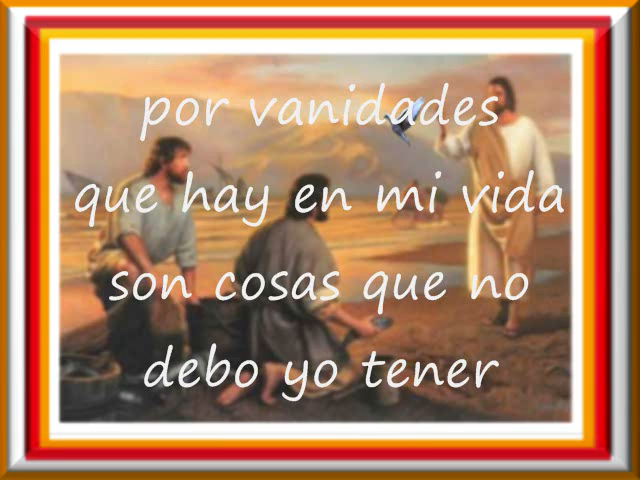 por vanidades
que hay en mi vida
son cosas que no
debo yo tener